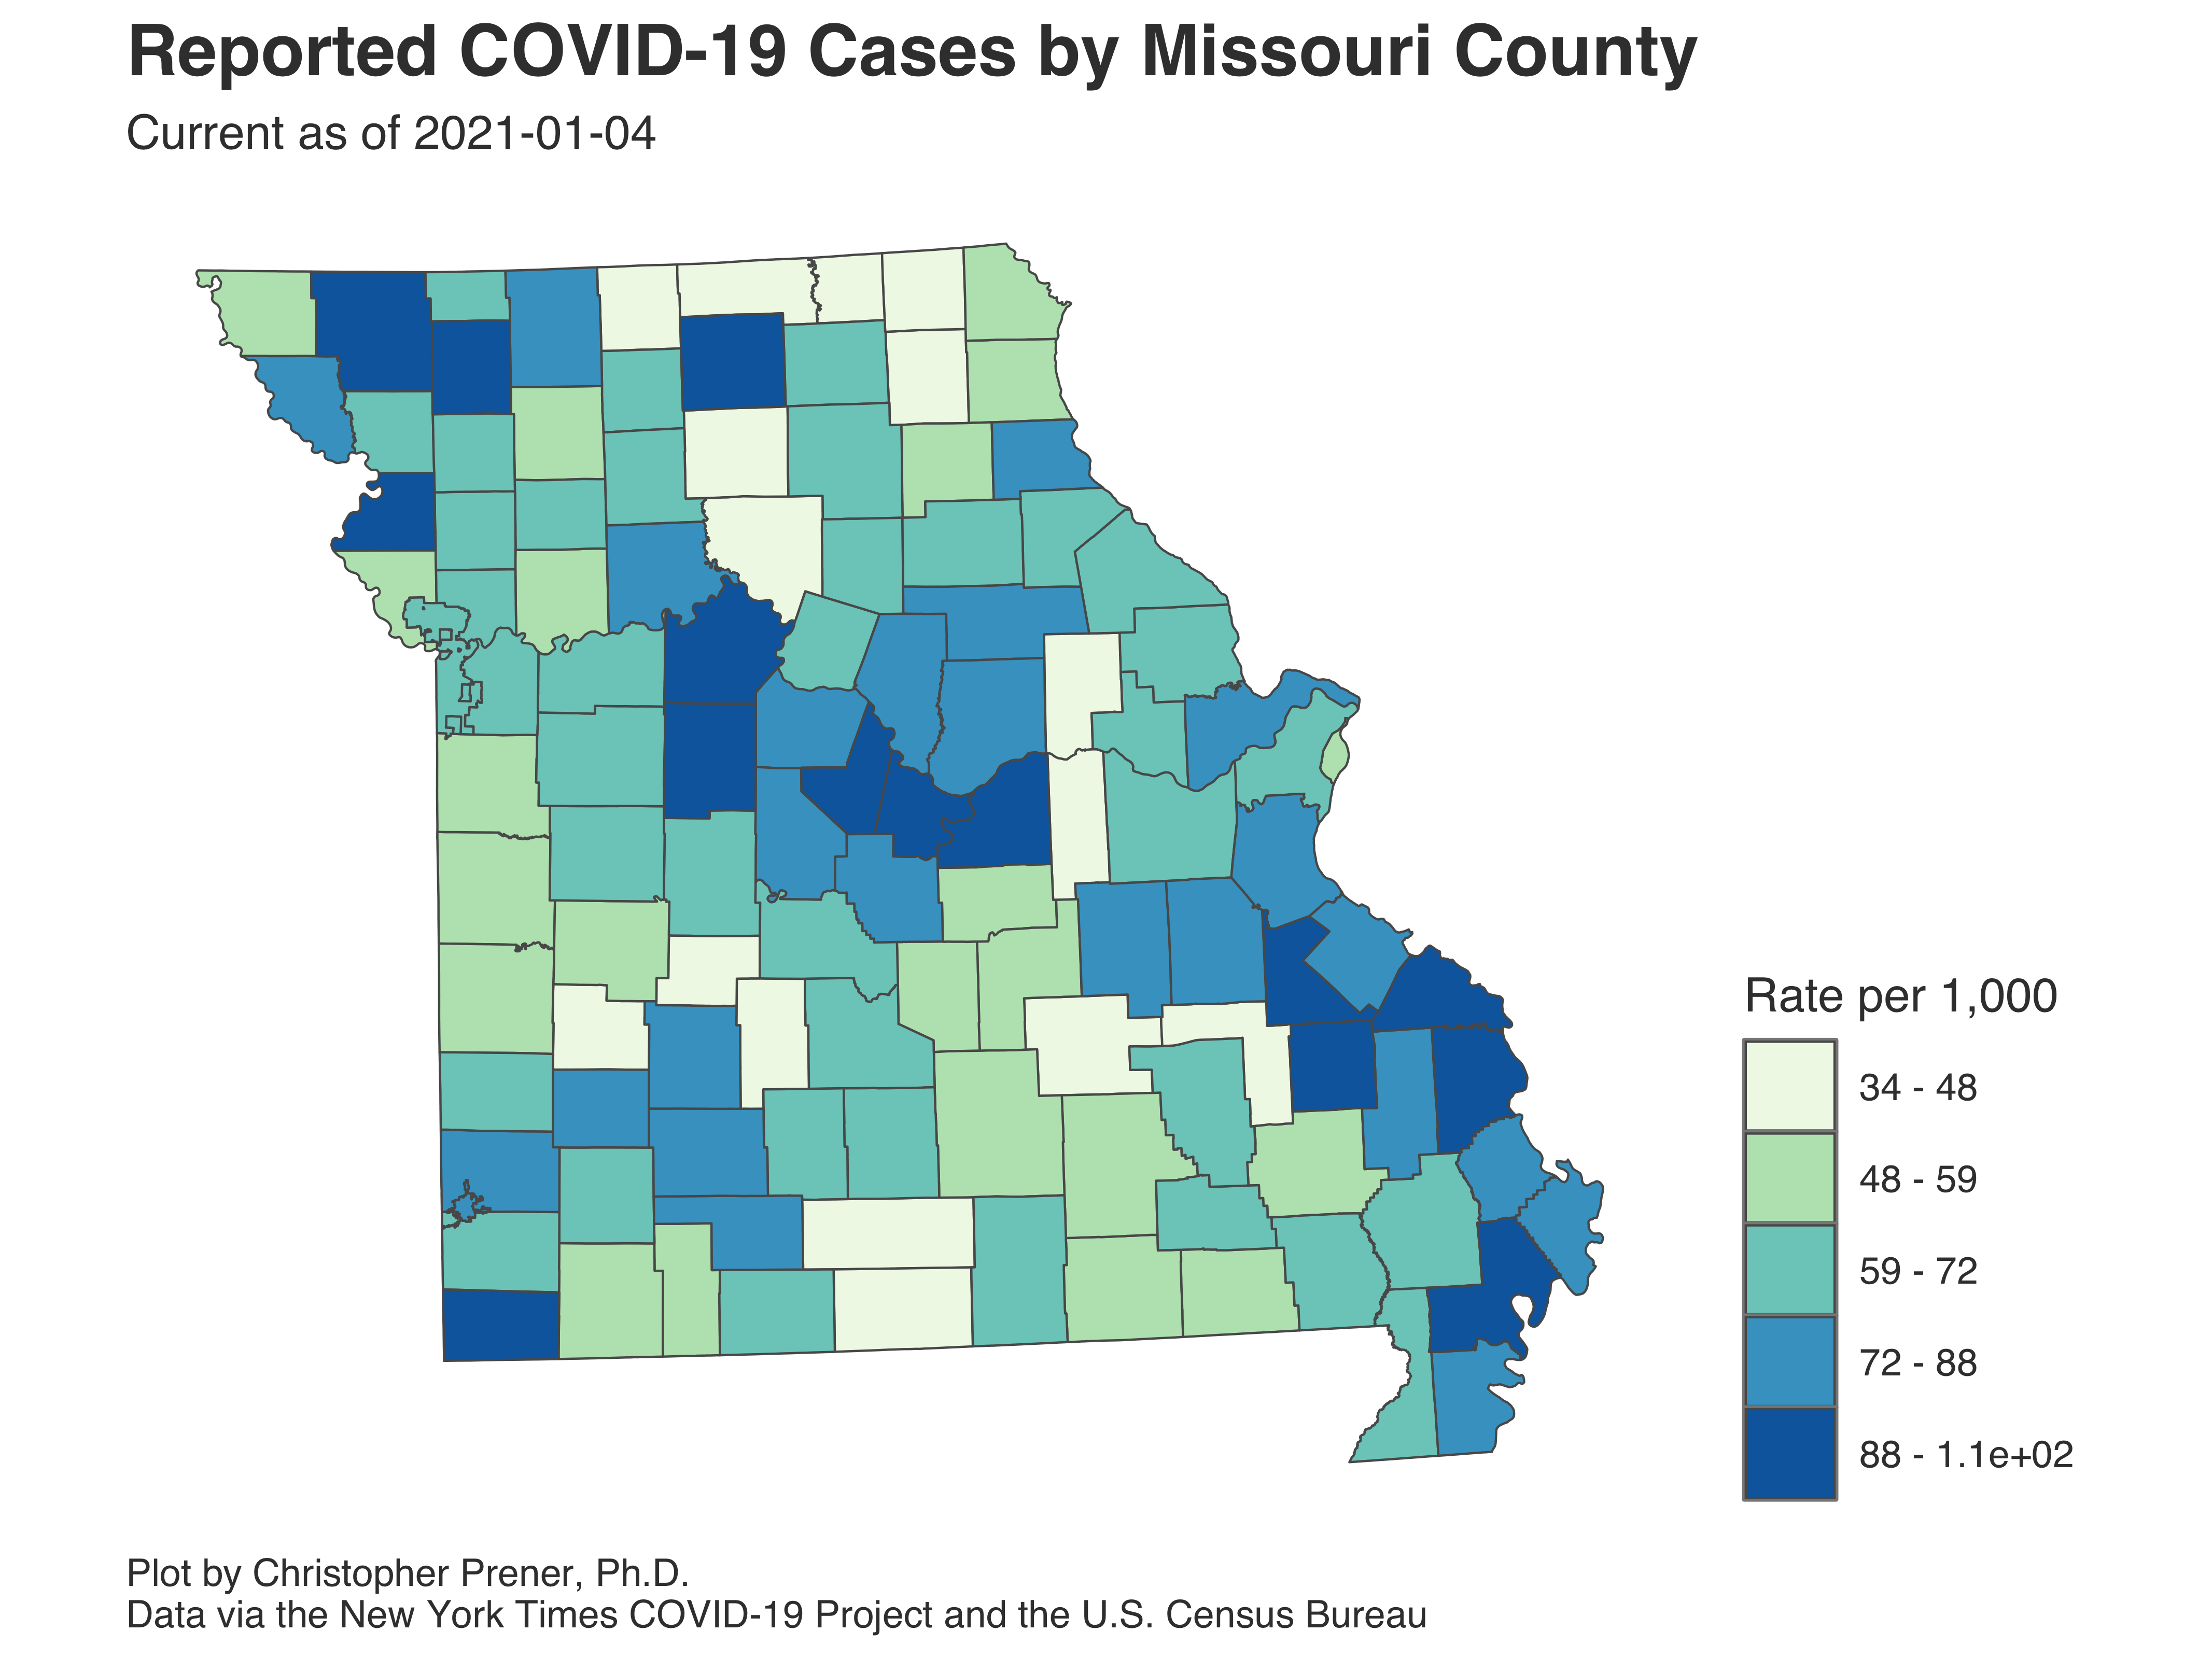 Reported COVID-19 Cases by Missouri County
Current as of 2021-01-04
Rate per 1,000
34 - 48
48 - 59
59 - 72
72 - 88
88 - 1.1e+02
Plot by Christopher Prener, Ph.D.
Data via the New York Times COVID-19 Project and the U.S. Census Bureau